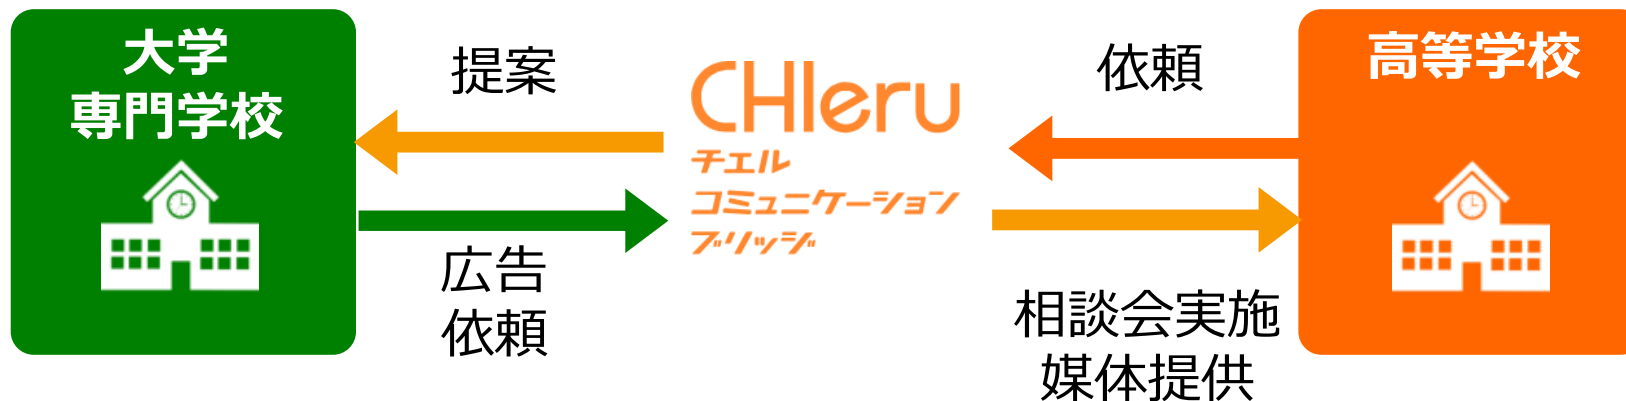 大学
専門学校
提案
広告
依頼
CHIeru
チエル
コミュニケーション
ブリッジ
依頼
相談会実施
媒体提供
高等学校